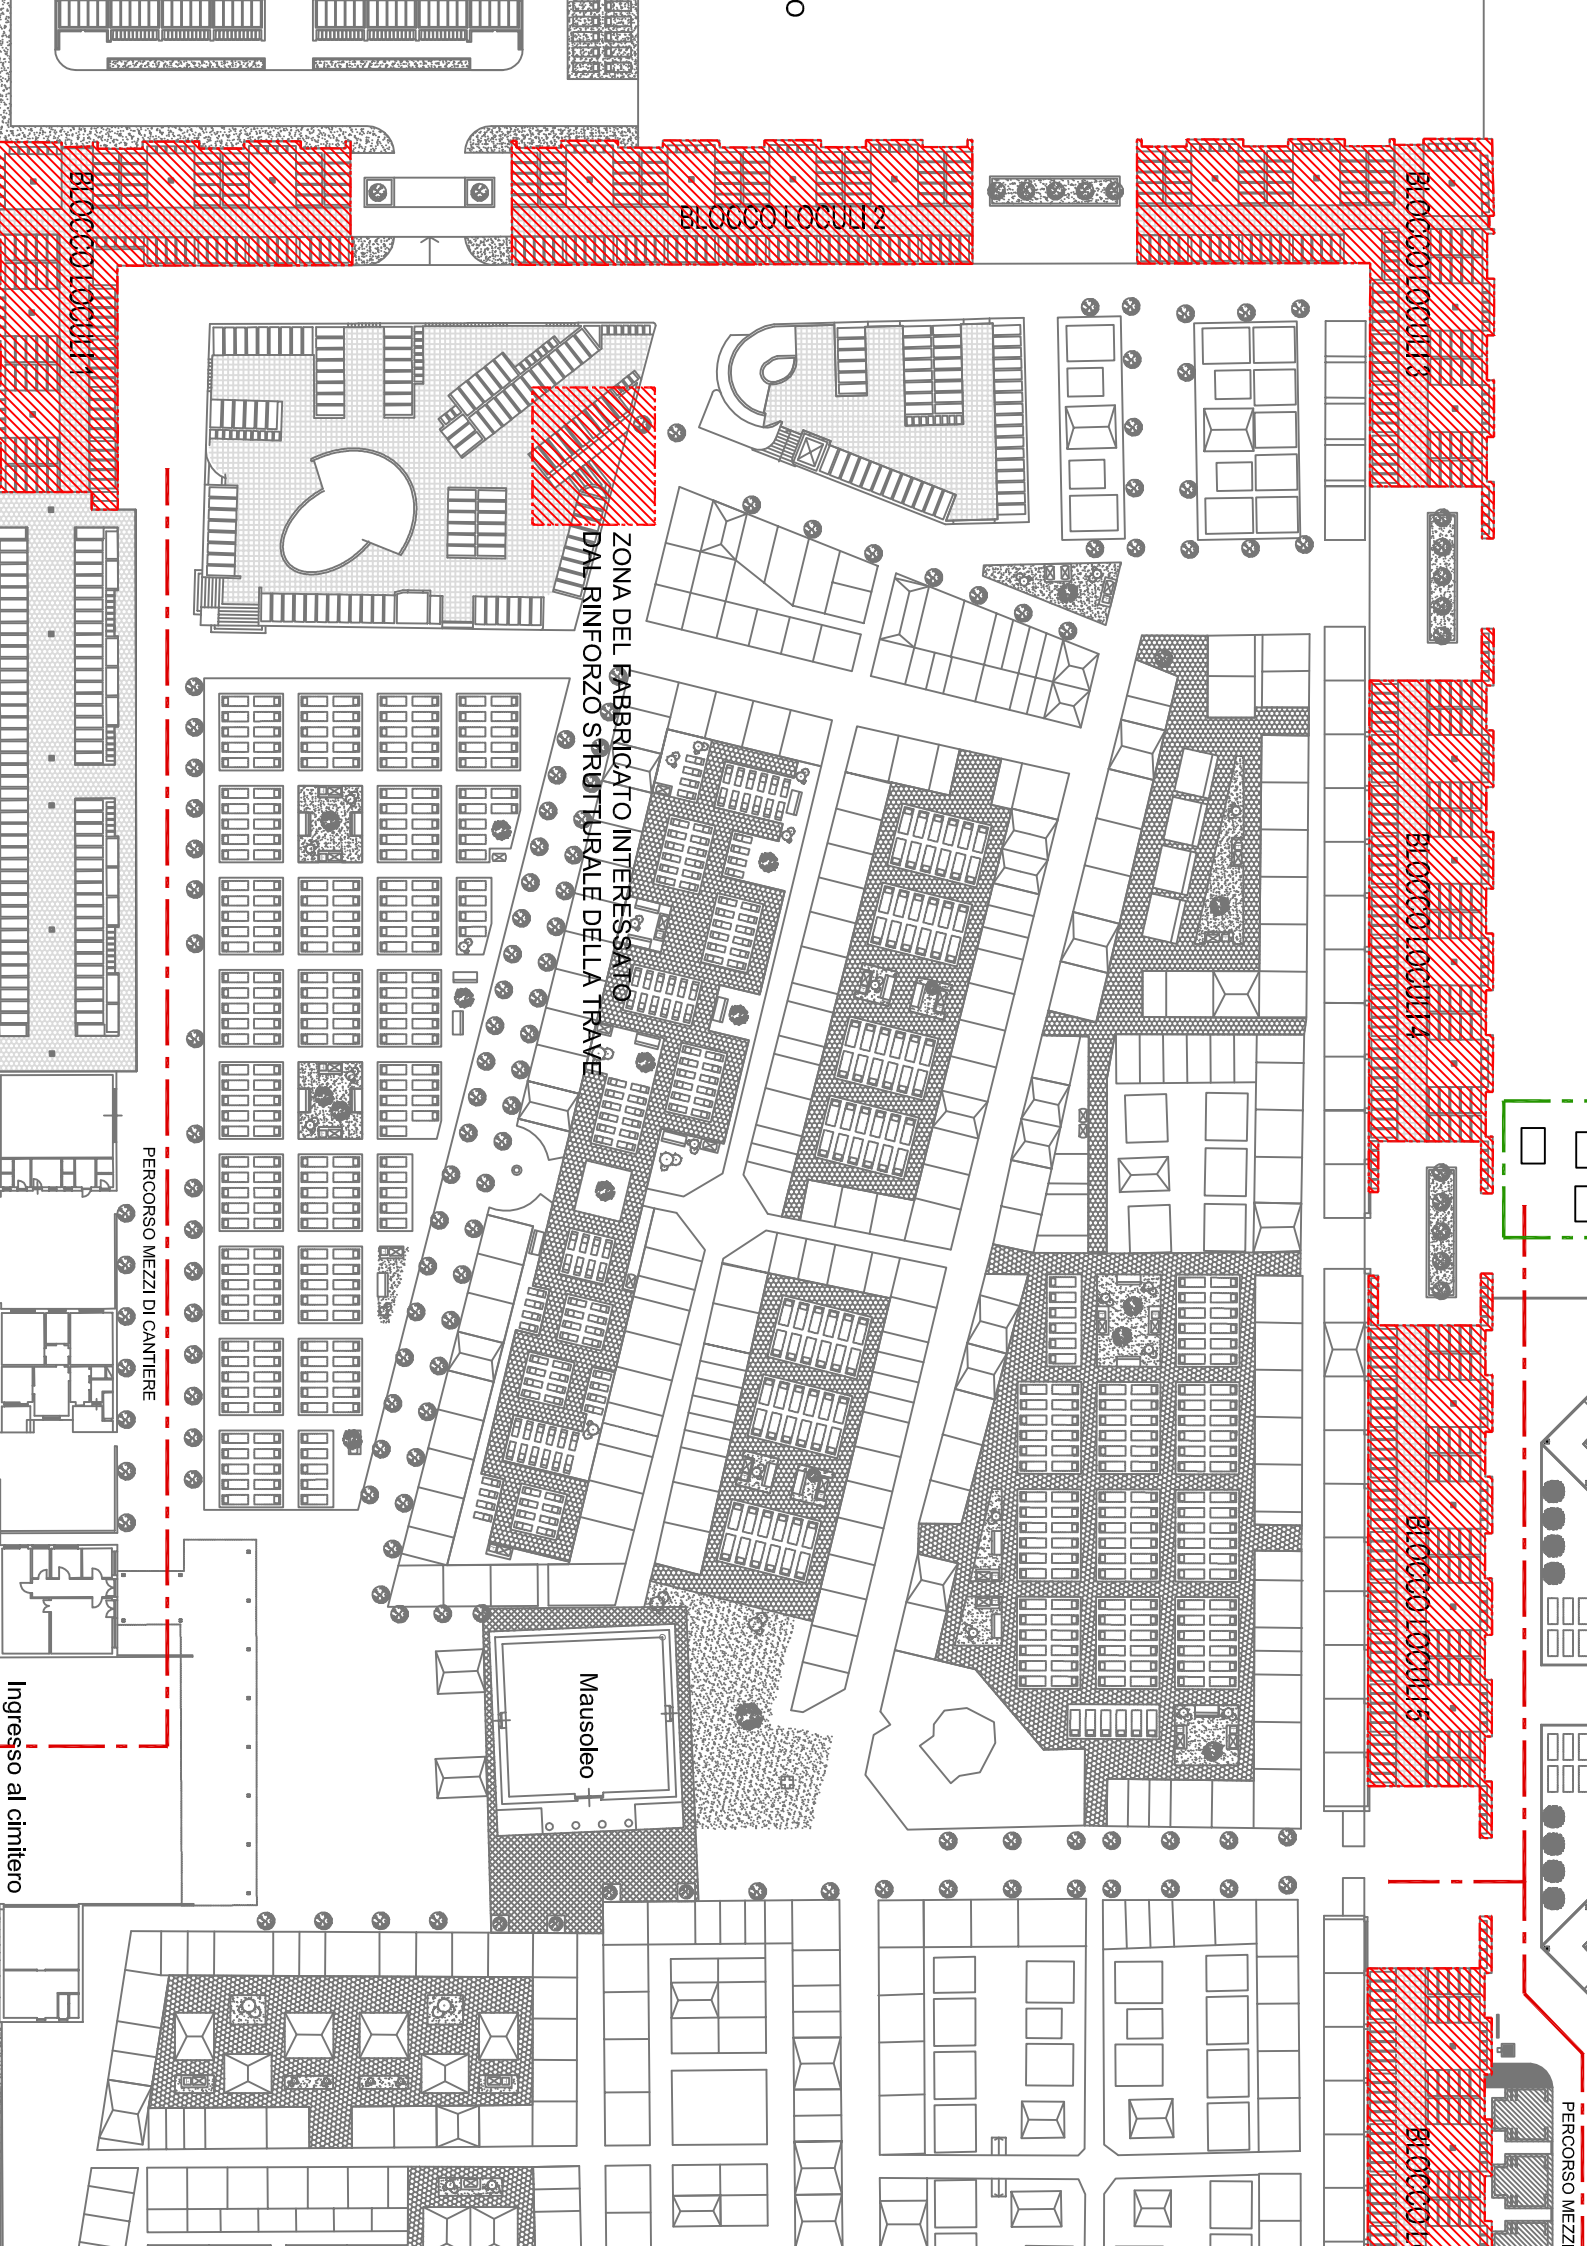 O
BLOCCO LOCULI 1
BLOCCO LOCULI 2
BLOCCO LOCULI 3
ZONA DEL FABBRICATO INTERESSATO
DAL RINFORZO STRUTTURALE DELLA TRAVE
BLOCCO LOCULI 4
PERCORSO MEZZI DI CANTIERE
BLOCCO LOCULI 5
Mausoleo
Ingresso al cimitero
PERCORSO MEZZI
BLOCCO L